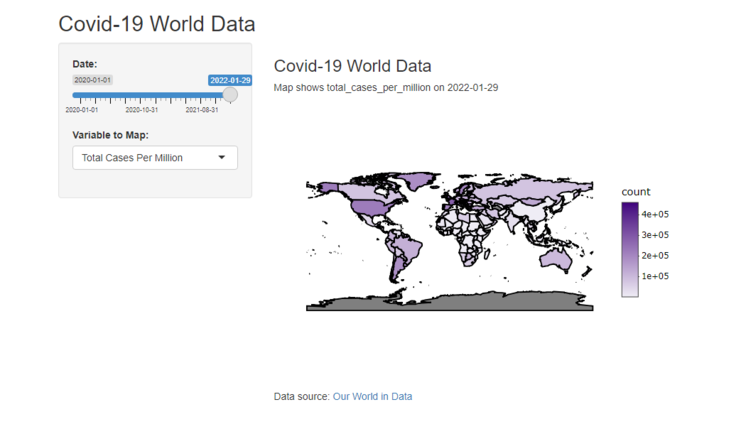 Covid-19 World Data
Date:
2020-01-01
2022-01-29
2020-01-01 2020-10-31 2021-08-31
Variable to Map:
Total Cases Per Million
Covid-19 World Data
Map shows total_cases_per_million on 2022-01-29
count
4e+05
3e+05
2e+05
1e+05
Data source: Our World in Data